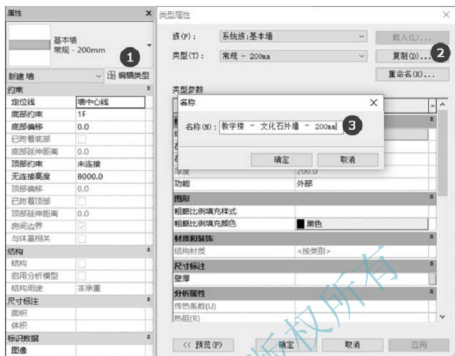 属性 ×
基本墙
常规 - 200mm
1
新建 墙 编辑类型
约束
定位线 墙中心线
底部约束 1F
底部偏移 0.0
已附着底部
底部延伸距离 0.0
顶部约束 未连接
无连接高度 8000.0
顶部偏移 0.0
已附着顶部
顶部延伸距离 0.0
房间边界
与体量相关
结构
结构
启用分析模型
结构用途 非承重
尺寸标注
面积
体积
标识数据
图像
类型属性 ×
族(F): 系统族:基本墙 载入(L)...
类型(T): 常规 - 200mm 复制(D)... 2
重命名(R)...
类型参数
名称 ×
名称(N): 教学楼 - 文化石外墙 - 200mm 3
确定 取消
厚度 200.0
功能 外部
图形
粗略比例填充样式
粗略比例填充颜色 黑色
材质和装饰
结构材质 <按类别>
尺寸标注
壁厚
分析属性
传热系数(U)
热阻(R)
<< 预览(P) 确定 取消 应用
版权所有